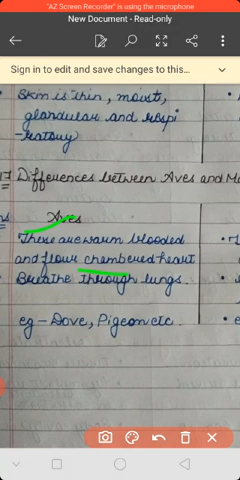 "AZ Screen Recorder" is using the microphone
New Document - Read-only
Sign in to edit and save changes to this...
Skin is thin, moist,
glandular and respi
-ratory
17 Differences between Aves and Ma
Aves
These are warm blooded
and four chambered heart
Breathe through lungs.
eg - Dove, Pigeon etc.